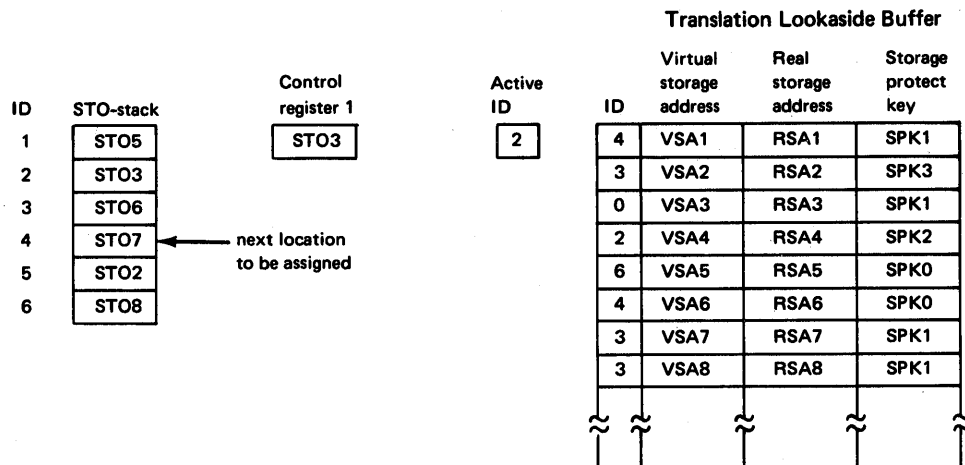 Translation Lookaside Buffer
ID STO-stack
Control
register 1
Active
ID
ID
Virtual
storage
address
Real
storage
address
Storage
protect
key
1 STO5 STO3 2 4 VSA1 RSA1 SPK1
2 STO3 3 VSA2 RSA2 SPK3
3 STO6 0 VSA3 RSA3 SPK1
4 STO7 next location 2 VSA4 RSA4 SPK2
to be assigned
5 STO2 6 VSA5 RSA5 SPK0
6 STO8 4 VSA6 RSA6 SPK0
3 VSA7 RSA7 SPK1
3 VSA8 RSA8 SPK1